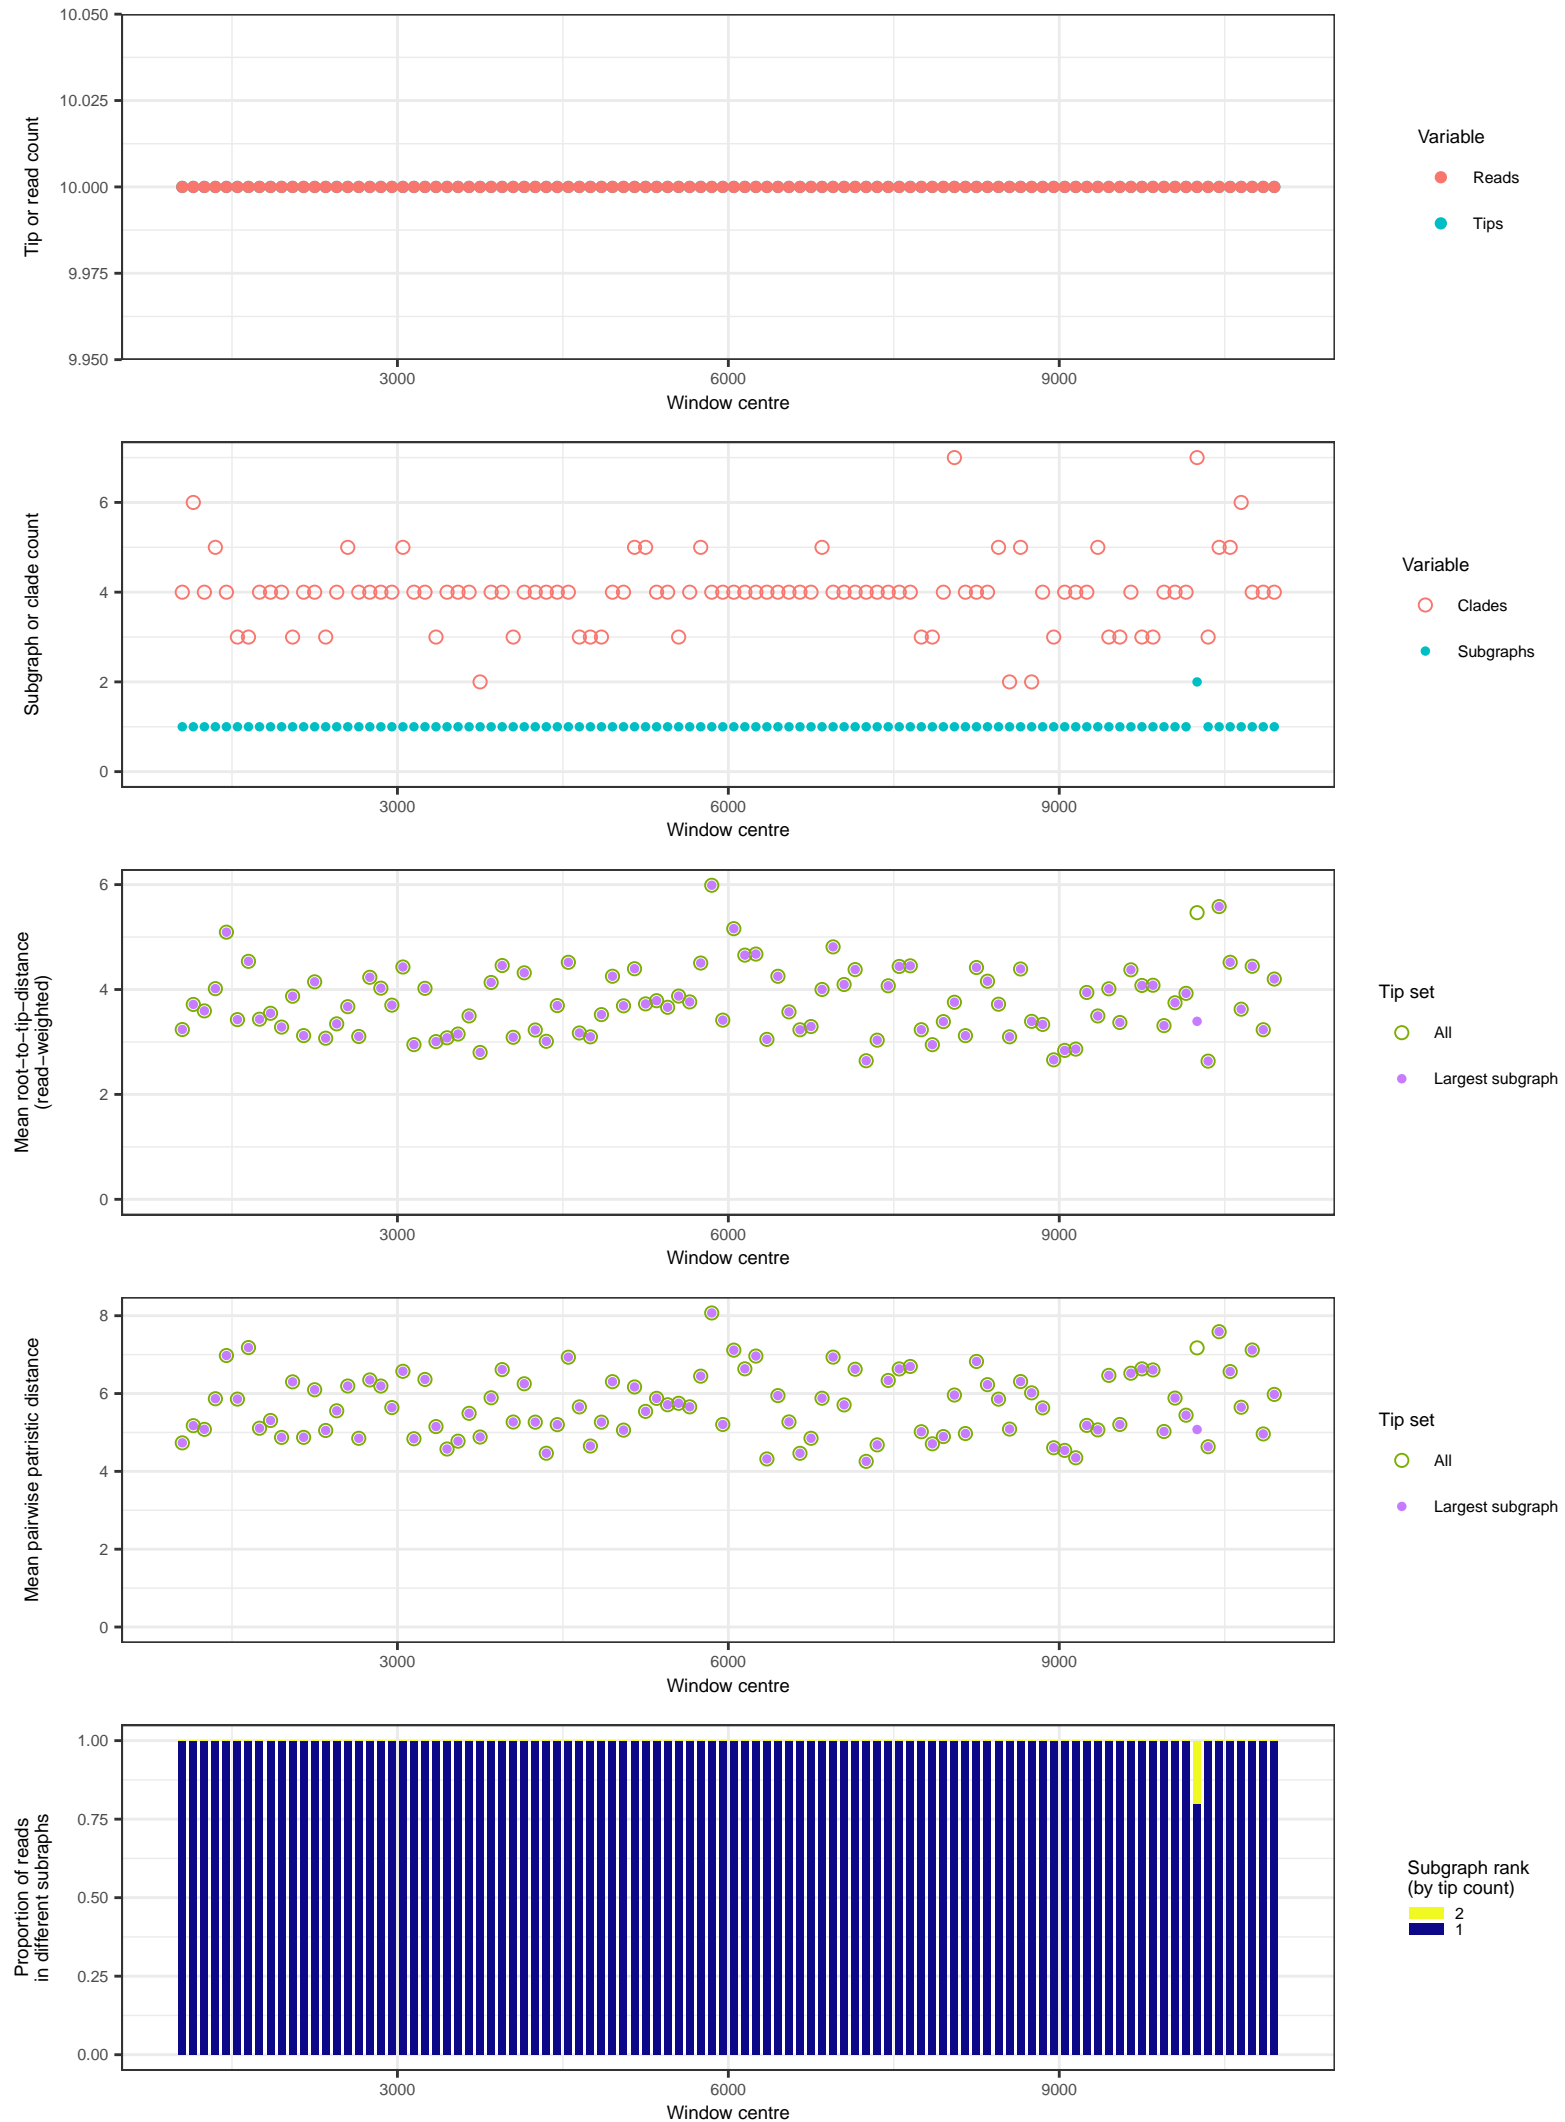 10.050
10.025
10.000
9.975
9.950
Tip or read count
3000
6000
9000
Window centre
Variable
Reads
Tips
6
4
2
0
Subgraph or clade count
3000
6000
9000
Window centre
Variable
Clades
Subgraphs
6
4
2
0
Mean root−to−tip−distance
(read−weighted)
3000
6000
9000
Window centre
Tip set
All
Largest subgraph
8
6
4
2
0
Mean pairwise patristic distance
3000
6000
9000
Window centre
Tip set
All
Largest subgraph
1.00
0.75
0.50
0.25
0.00
Proportion of reads
in different subraphs
3000
6000
9000
Window centre
Subgraph rank
(by tip count)
2
1